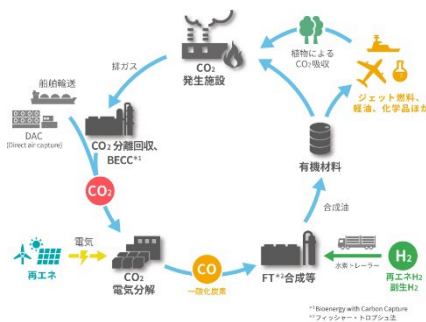 植物による
CO₂吸収
CO₂
発生施設
排ガス
船舶輸送
DAC
(Direct air capture)
CO₂ 分離回収、
BECC*¹
ジェット燃料、
軽油、化学品ほか
有機材料
CO₂
合成油
再エネ
電気
CO₂
電気分解
CO
一酸化炭素
FT*²合成等
水素トレーラー
H₂
再エネH₂
副生H₂
*¹ Bioenergy with Carbon Capture
*² フィッシャー・トロプシュ法